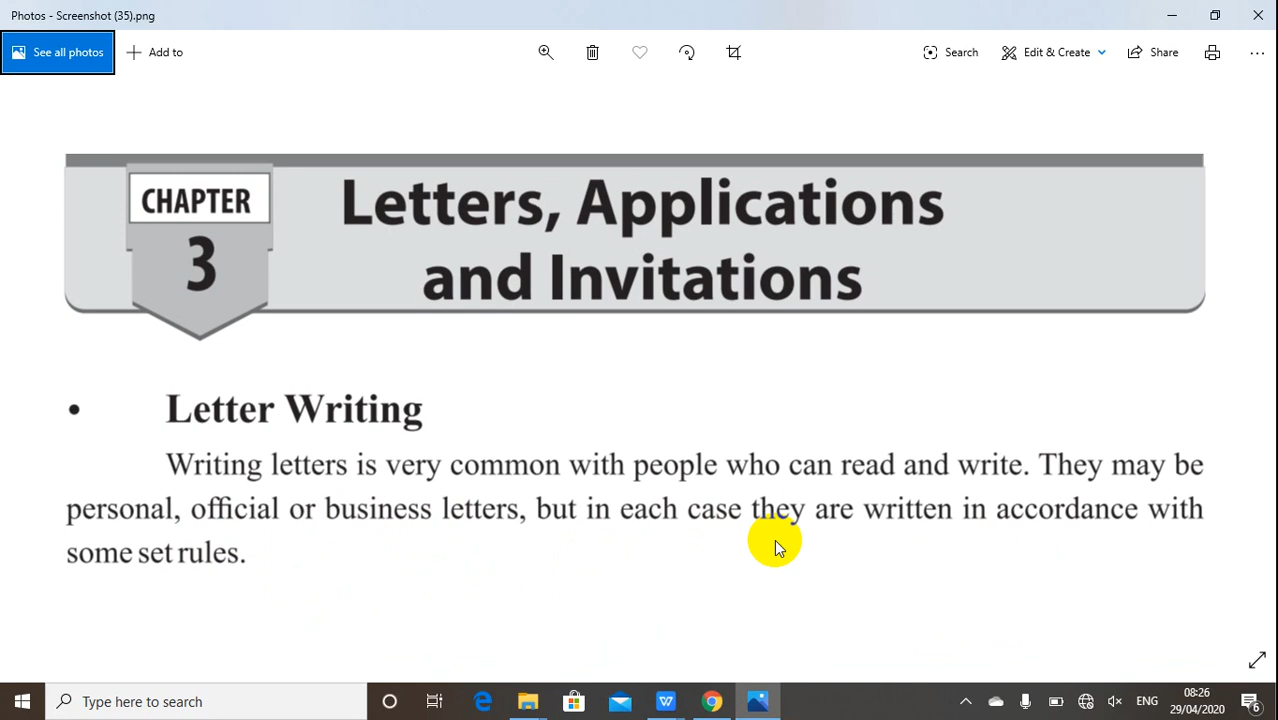 Photos - Screenshot (35).png
See all photos
Add to
Search
Edit & Create
Share
CHAPTER
3
Letters, Applications
and Invitations
• Letter Writing
Writing letters is very common with people who can read and write. They may be
personal, official or business letters, but in each case they are written in accordance with
some set rules.
Type here to search
ENG
08:26
29/04/2020
6